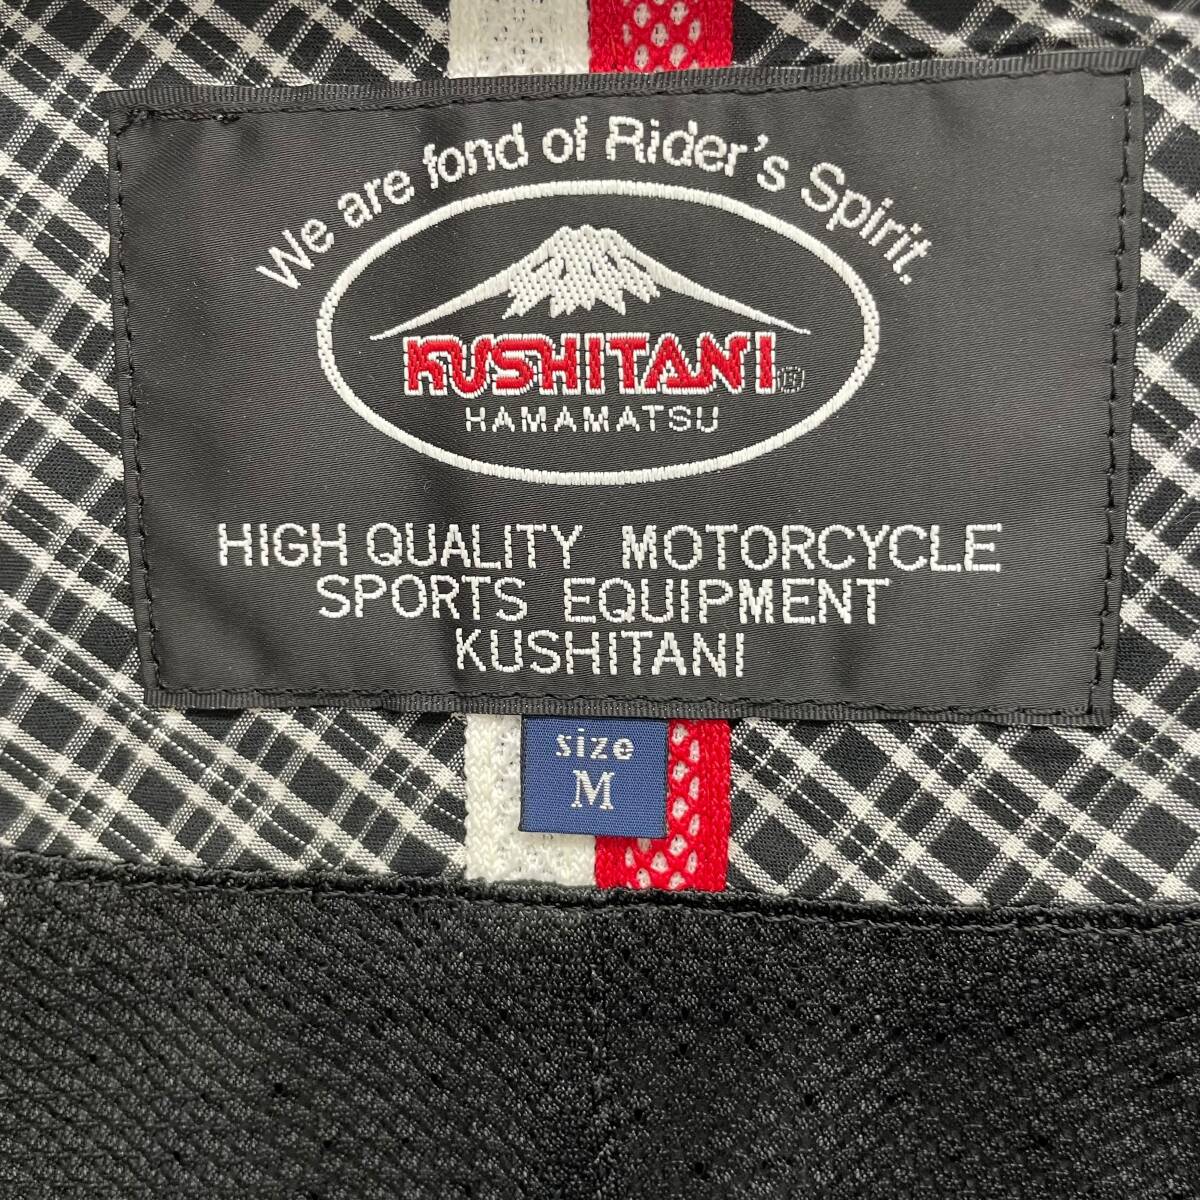 We are fond of Rider's Spirit.
KUSHITANI®
HAMAMATSU
HIGH QUALITY MOTORCYCLE
SPORTS EQUIPMENT
KUSHITANI
size
M